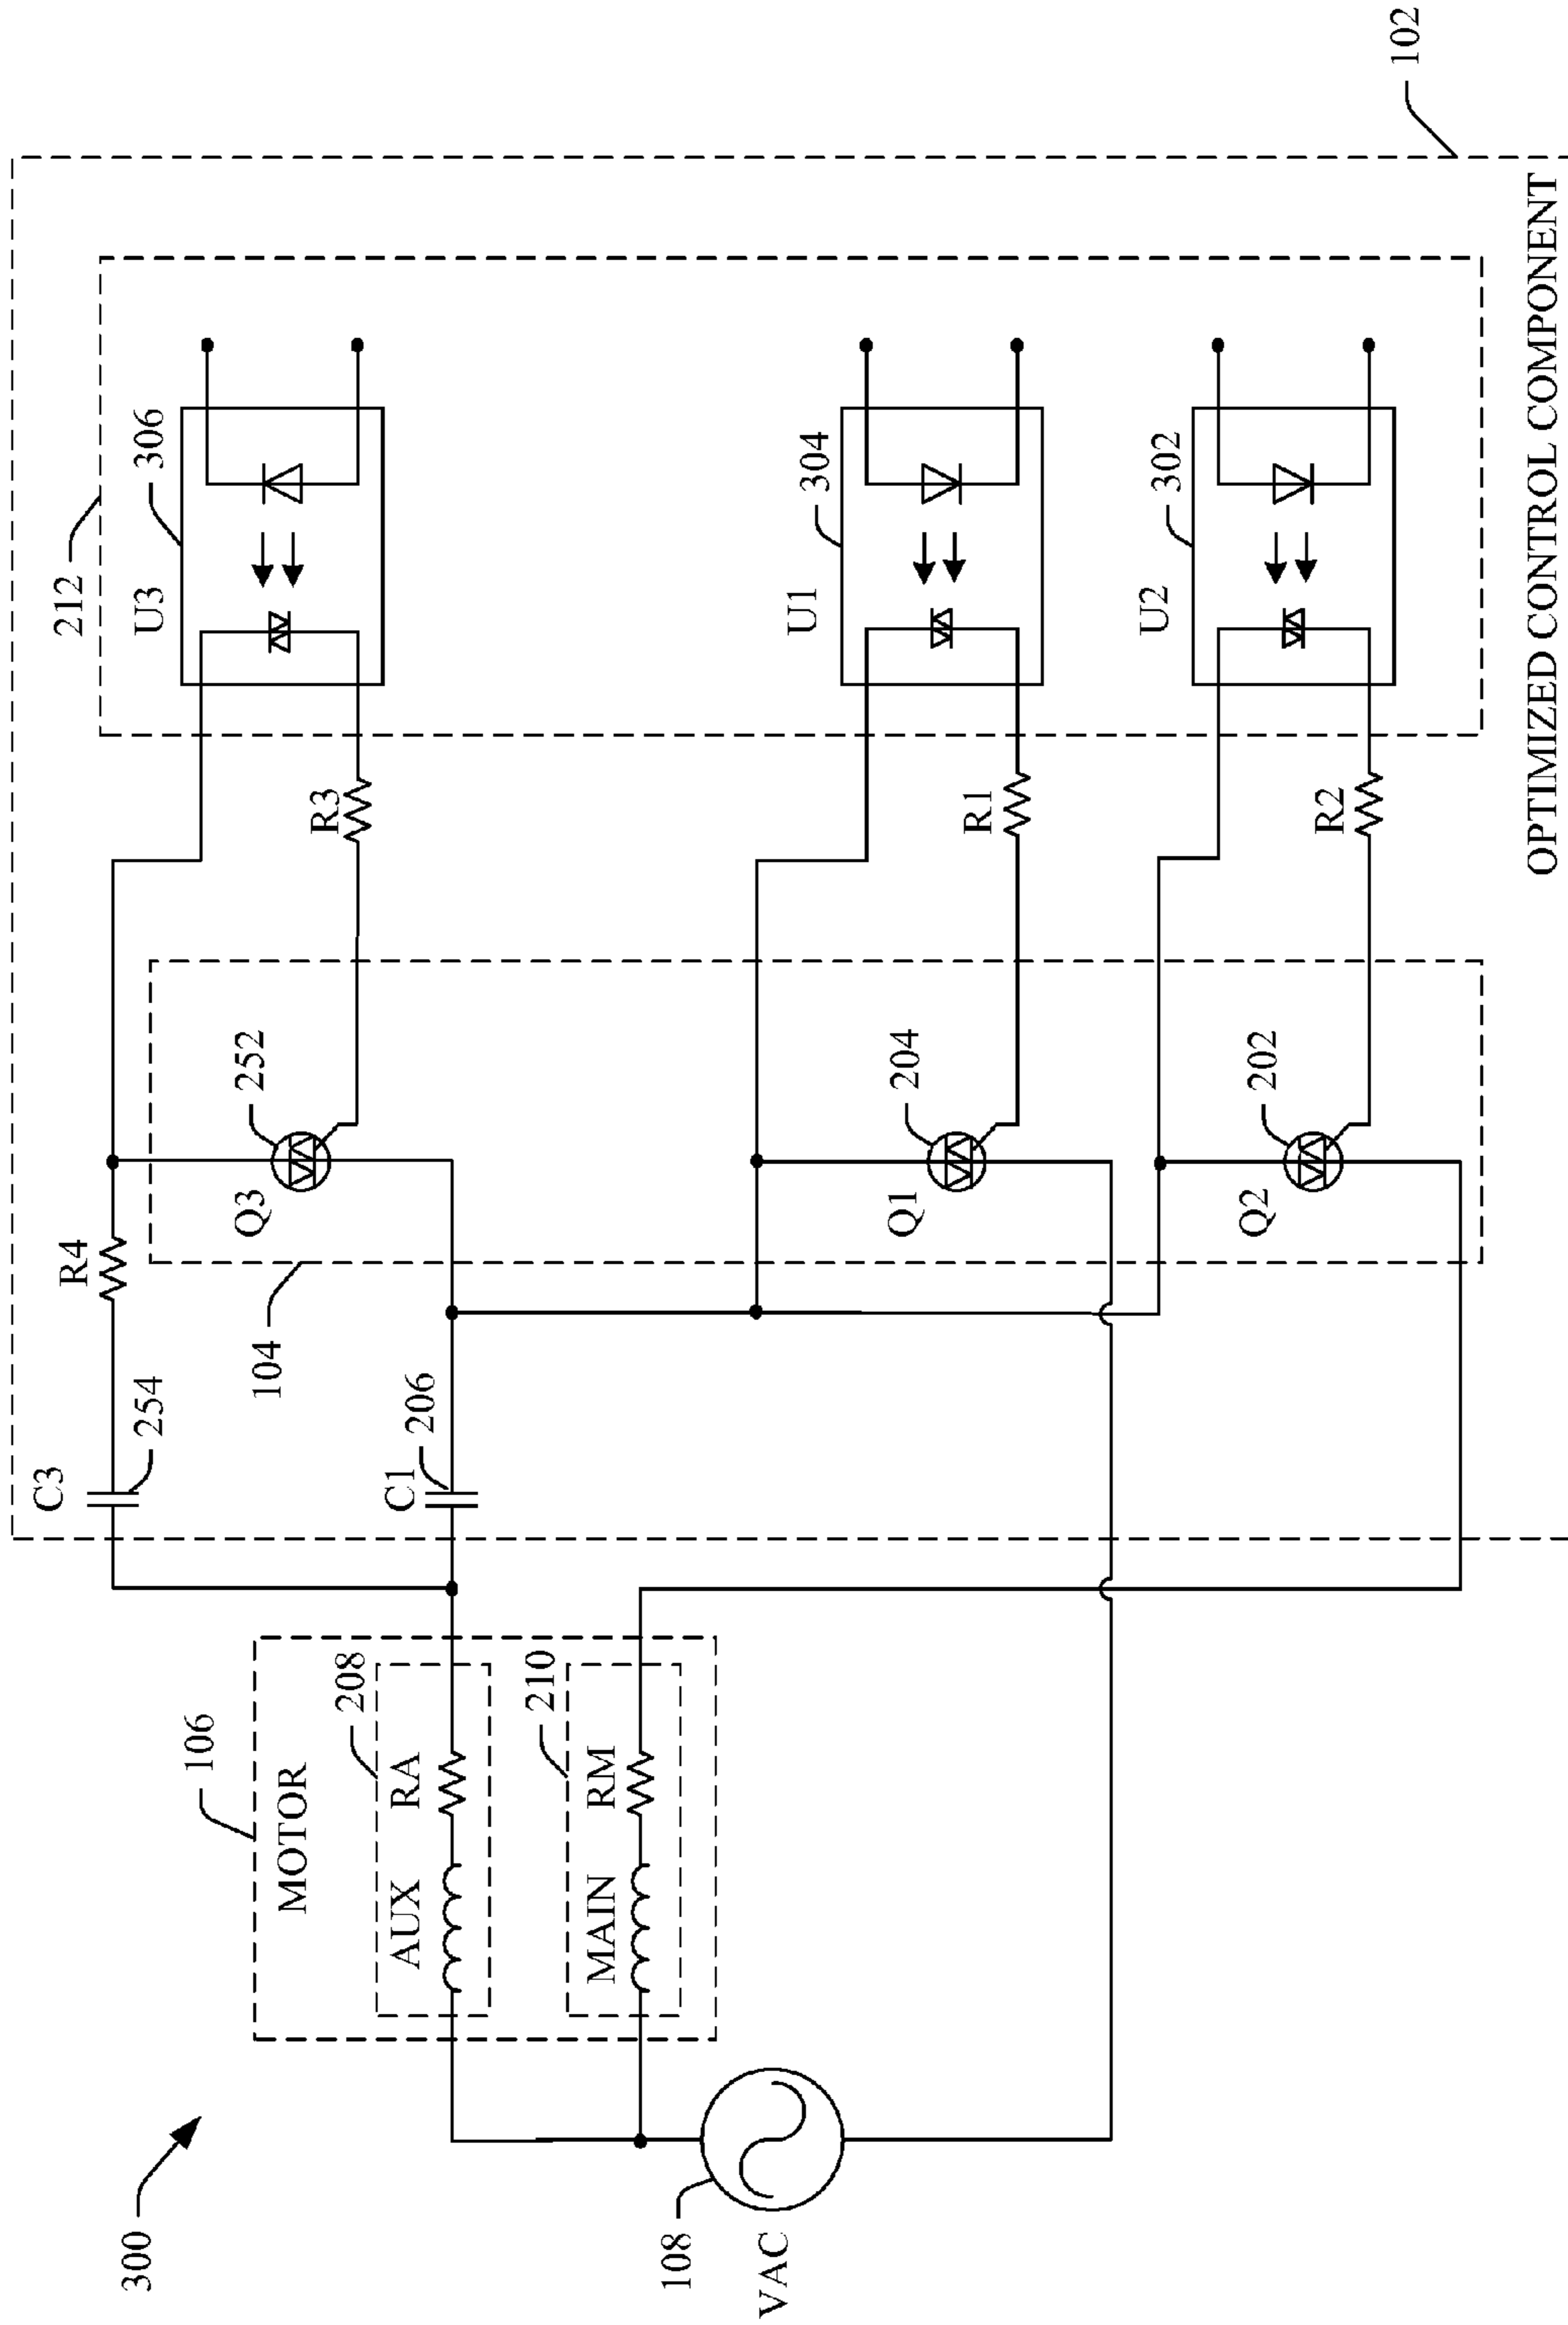 300
106
MOTOR
208
AUX RA
210
MAIN RM
108
VAC
C3
254
R4
104
C1
206
Q3
252
R3
212
U3
306
Q1
204
R1
U1
304
Q2
202
R2
U2
302
102
OPTIMIZED CONTROL COMPONENT